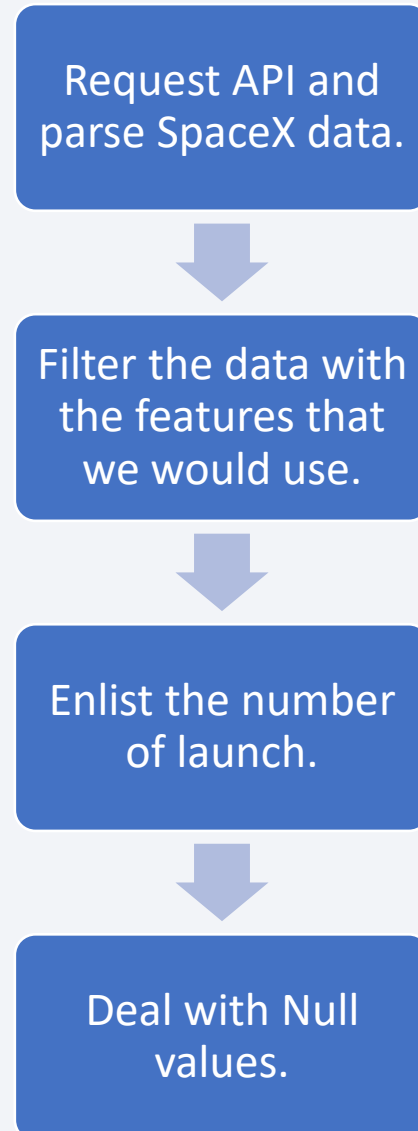 Request API and
parse SpaceX data.
Filter the data with
the features that
we would use.
Enlist the number
of launch.
Deal with Null
values.